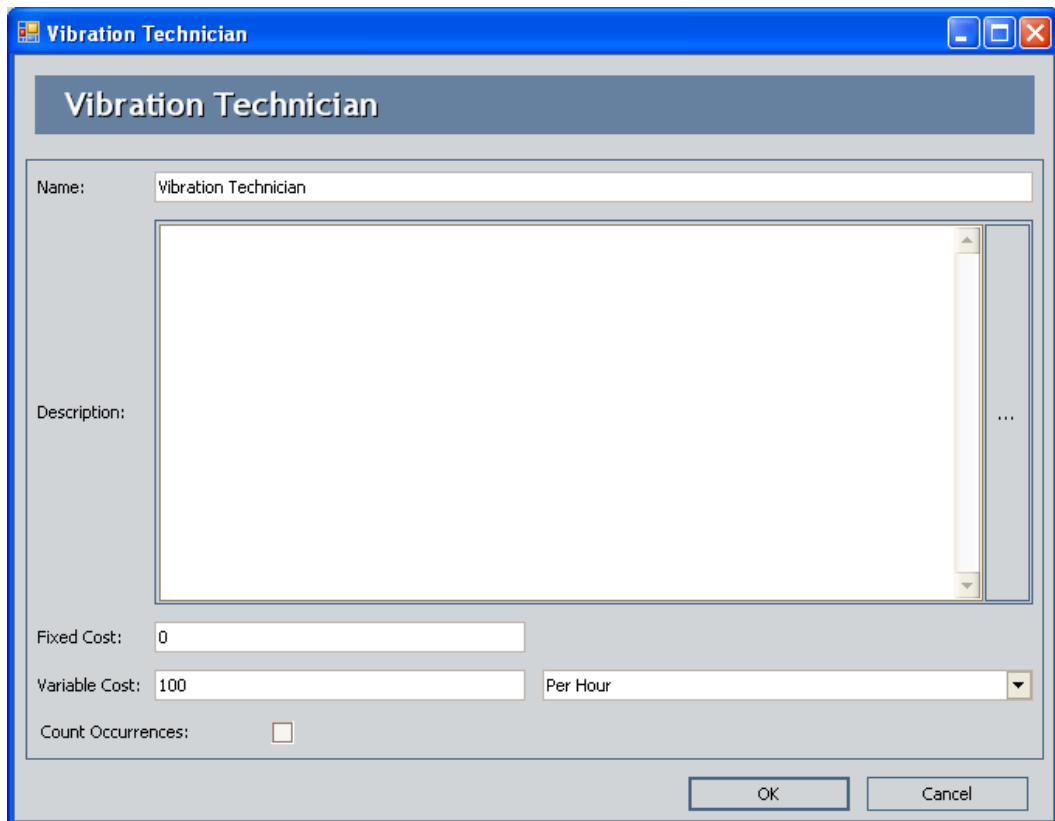 Vibration Technician
Vibration Technician
Name: Vibration Technician
Description: ...
Fixed Cost: 0
Variable Cost: 100 Per Hour
Count Occurrences:
OK Cancel